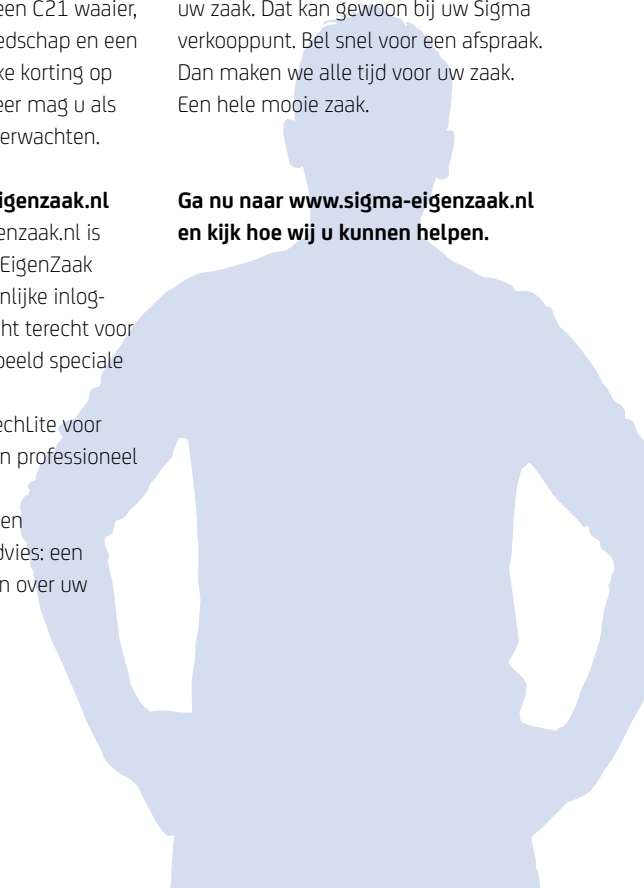 een C21 waaier,
edschap en een
ke korting op
eer mag u als
erwachten.
igenzaak.nl
enzaak.nl is
EigenZaak
nlijke inlog-
ht terecht voor
beeld speciale
echLite voor
n professioneel
en
dvies: een
n over uw
uw zaak. Dat kan gewoon bij uw Sigma
verkooppunt. Bel snel voor een afspraak.
Dan maken we alle tijd voor uw zaak.
Een hele mooie zaak.
Ga nu naar www.sigma-eigenzaak.nl
en kijk hoe wij u kunnen helpen.